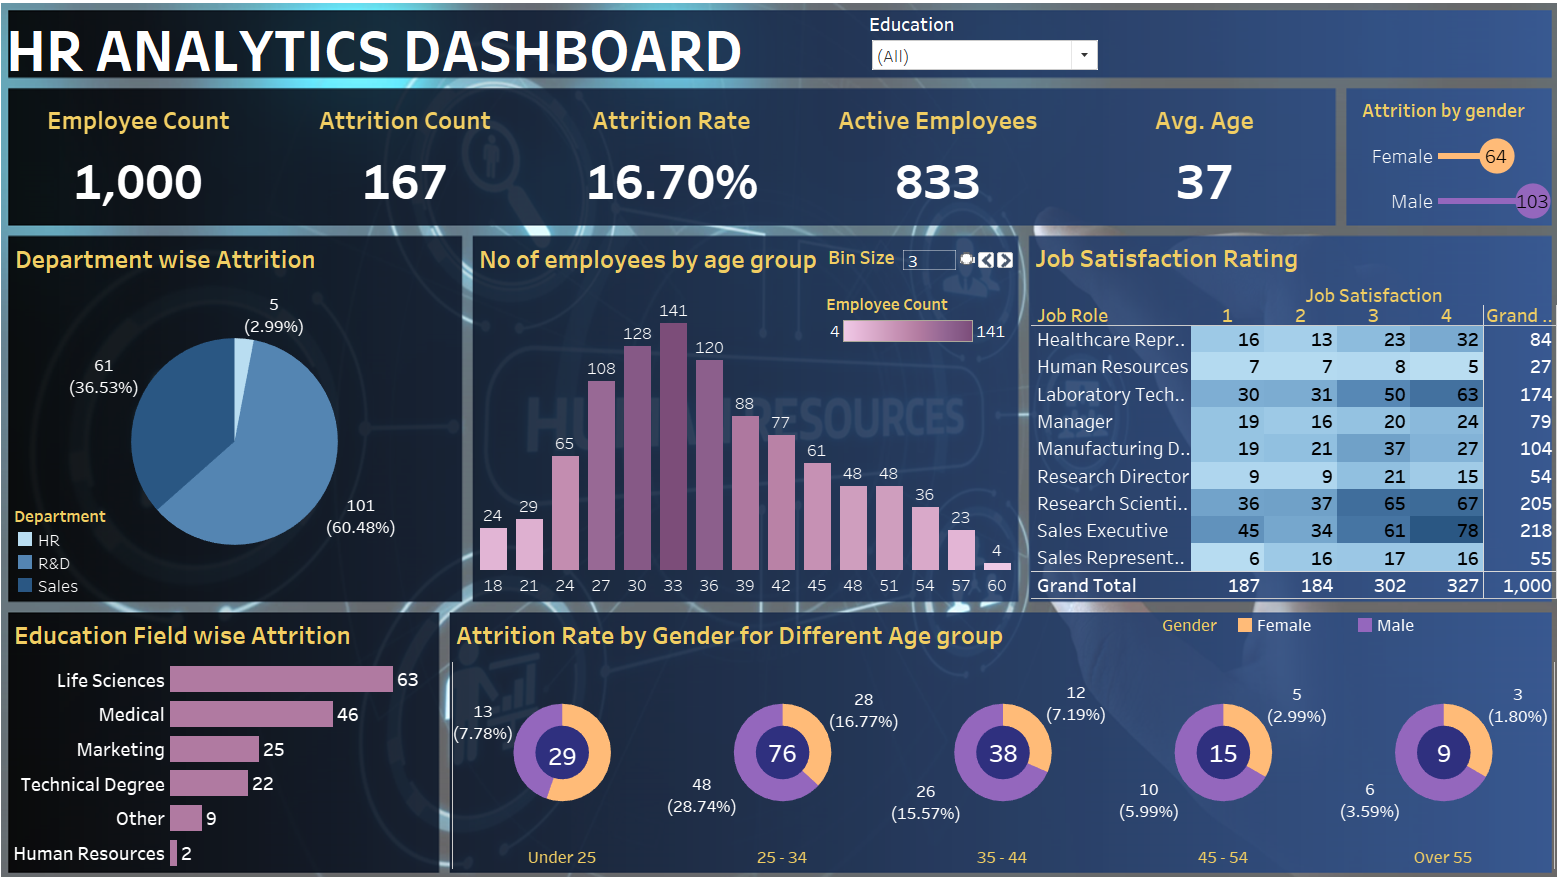 HR ANALYTICS DASHBOARD
Education
(All)
Employee Count
1,000
Attrition Count
167
Attrition Rate
16.70%
Active Employees
833
Avg. Age
37
Attrition by gender
Female 64
Male 103
Department wise Attrition
5
(2.99%)
61
(36.53%)
101
(60.48%)
Department
HR
R&D
Sales
No of employees by age group
Bin Size 3
Employee Count
4 141
24 29 65 108 128 141 120 88 77 61 48 48 36 23 4
18 21 24 27 30 33 36 39 42 45 48 51 54 57 60
HUMAN RESOURCES
Job Satisfaction Rating
Job Satisfaction
Job Role 1 2 3 4 Grand ..
Healthcare Repr.. 16 13 23 32 84
Human Resources 7 7 8 5 27
Laboratory Tech.. 30 31 50 63 174
Manager 19 16 20 24 79
Manufacturing D.. 19 21 37 27 104
Research Director 9 9 21 15 54
Research Scienti.. 36 37 65 67 205
Sales Executive 45 34 61 78 218
Sales Represent.. 6 16 17 16 55
Grand Total 187 184 302 327 1,000
Education Field wise Attrition
Life Sciences 63
Medical 46
Marketing 25
Technical Degree 22
Other 9
Human Resources 2
Attrition Rate by Gender for Different Age group
Gender Female Male
13
(7.78%)
29
Under 25
28
(16.77%)
76
48
(28.74%)
25 - 34
12
(7.19%)
38
26
(15.57%)
35 - 44
5
(2.99%)
15
10
(5.99%)
45 - 54
3
(1.80%)
9
6
(3.59%)
Over 55